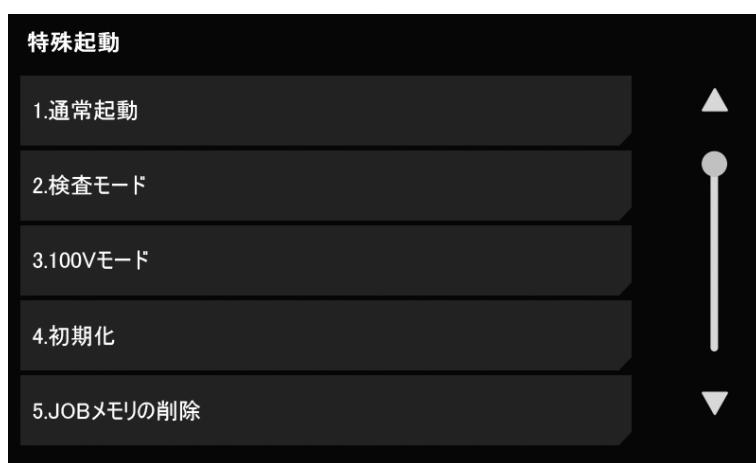 特殊起動
1.通常起動
2.検査モード
3.100Vモード
4.初期化
5.JOBメモリの削除